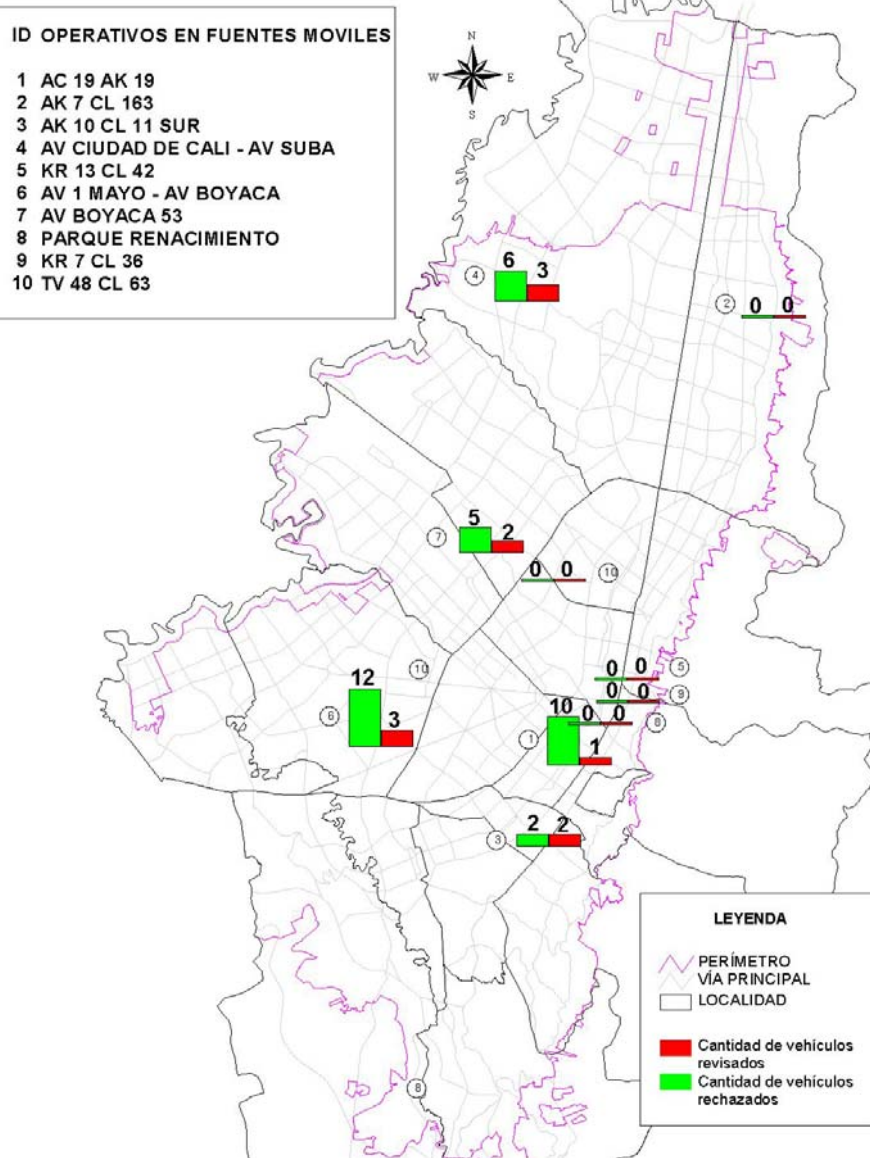 ID OPERATIVOS EN FUENTES MOVILES
1 AC 19 AK 19
2 AK 7 CL 163
3 AK 10 CL 11 SUR
4 AV CIUDAD DE CALI - AV SUBA
5 KR 13 CL 42
6 AV 1 MAYO - AV BOYACA
7 AV BOYACA 53
8 PARQUE RENACIMIENTO
9 KR 7 CL 36
10 TV 48 CL 63
N
W E
S
6 3
4
2
0 0
5 2
7
0 0
10
0 0
5
10
12
0 0
9
3
6
10
0 0
8
1
1
2 2
3
8
LEYENDA
PERÍMETRO
VÍA PRINCIPAL
LOCALIDAD
Cantidad de vehículos
revisados
Cantidad de vehículos
rechazados